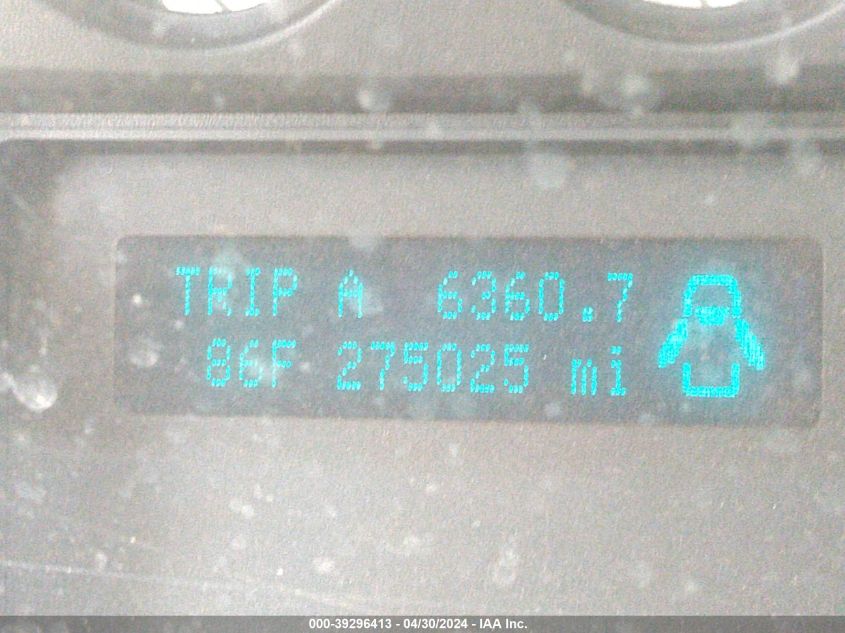 TRIP A 6360.7
86F 275025 mi
000-39296413 - 04/30/2024 - IAA Inc.